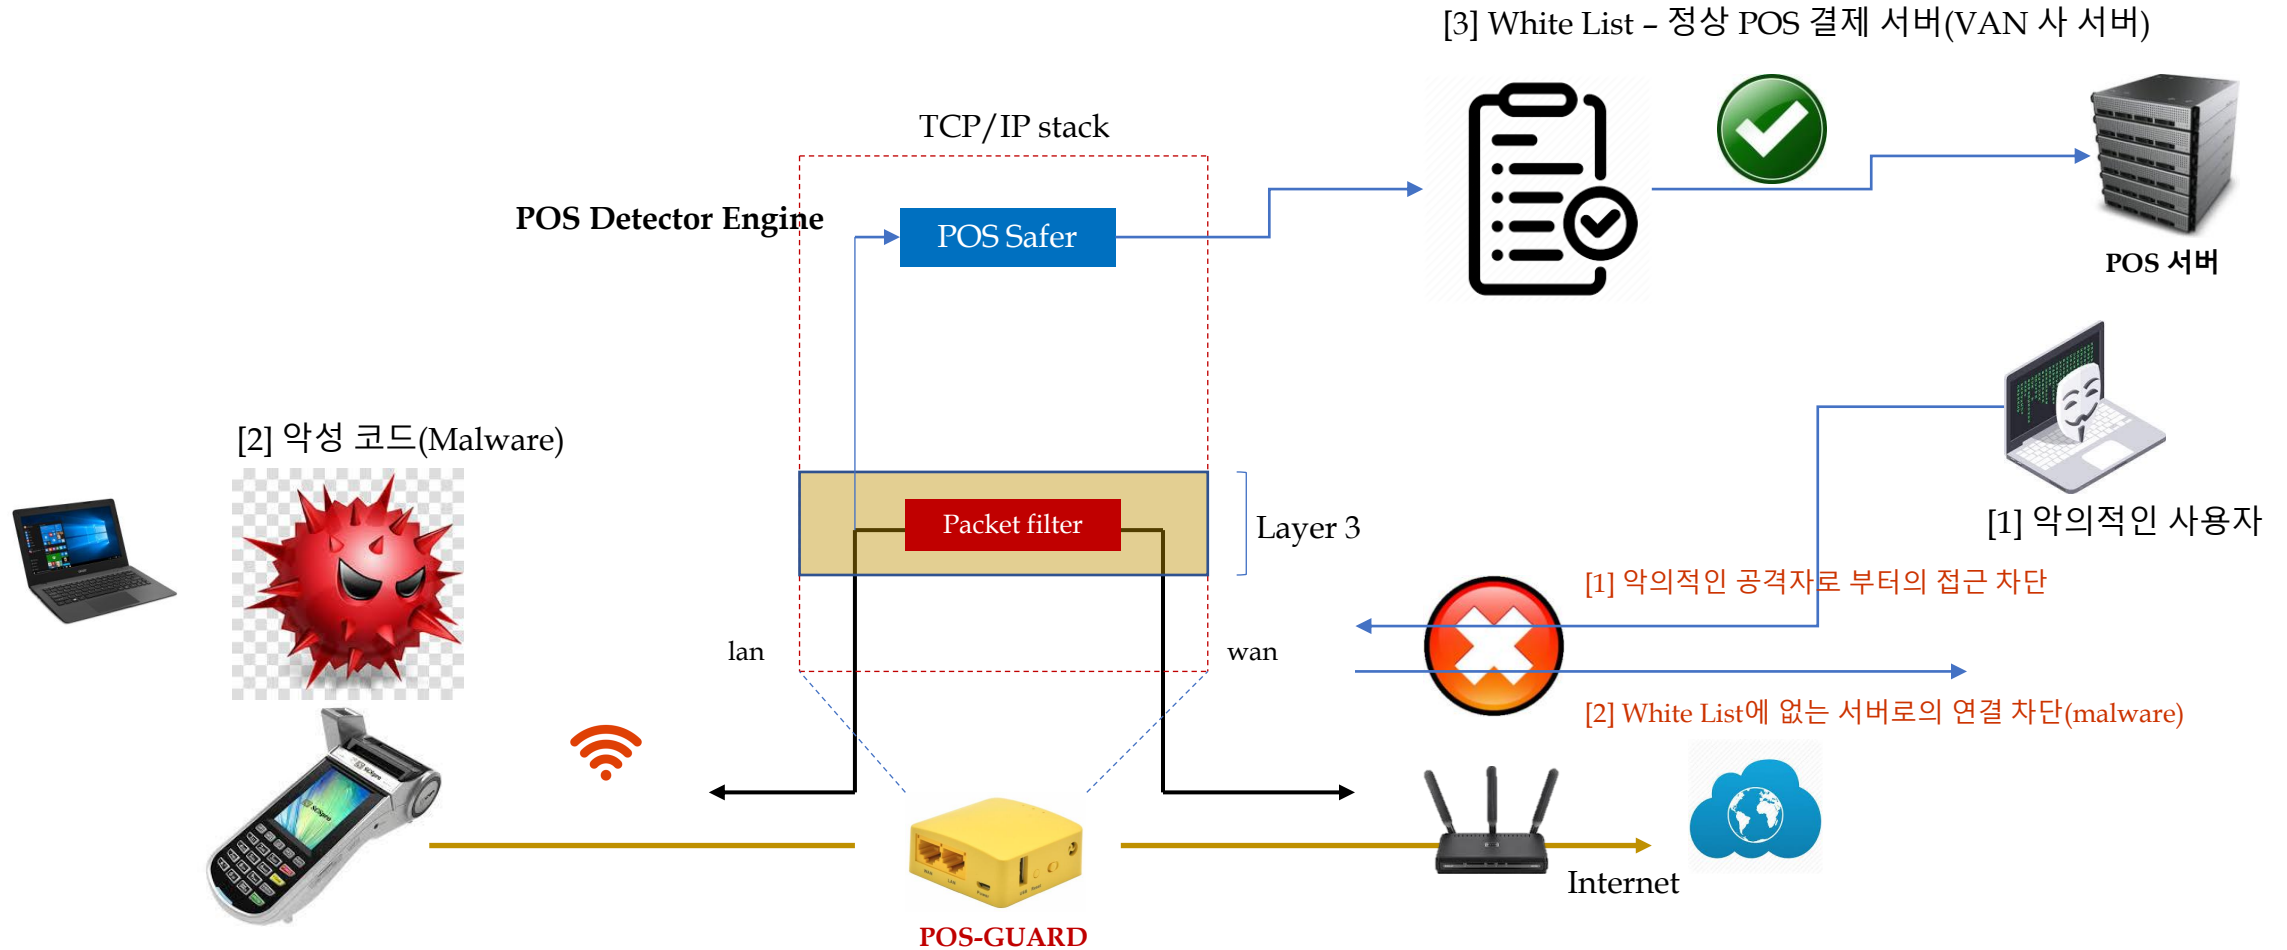 [3] White List – 정상 POS 결제 서버(VAN 사 서버)
TCP/IP stack
POS Detector Engine
POS Safer
POS 서버
[2] 악성 코드(Malware)
Packet filter
Layer 3
[1] 악의적인 사용자
[1] 악의적인 공격자로 부터의 접근 차단
lan
wan
[2] White List에 없는 서버로의 연결 차단(malware)
WAN
LAN
Internet
POS-GUARD